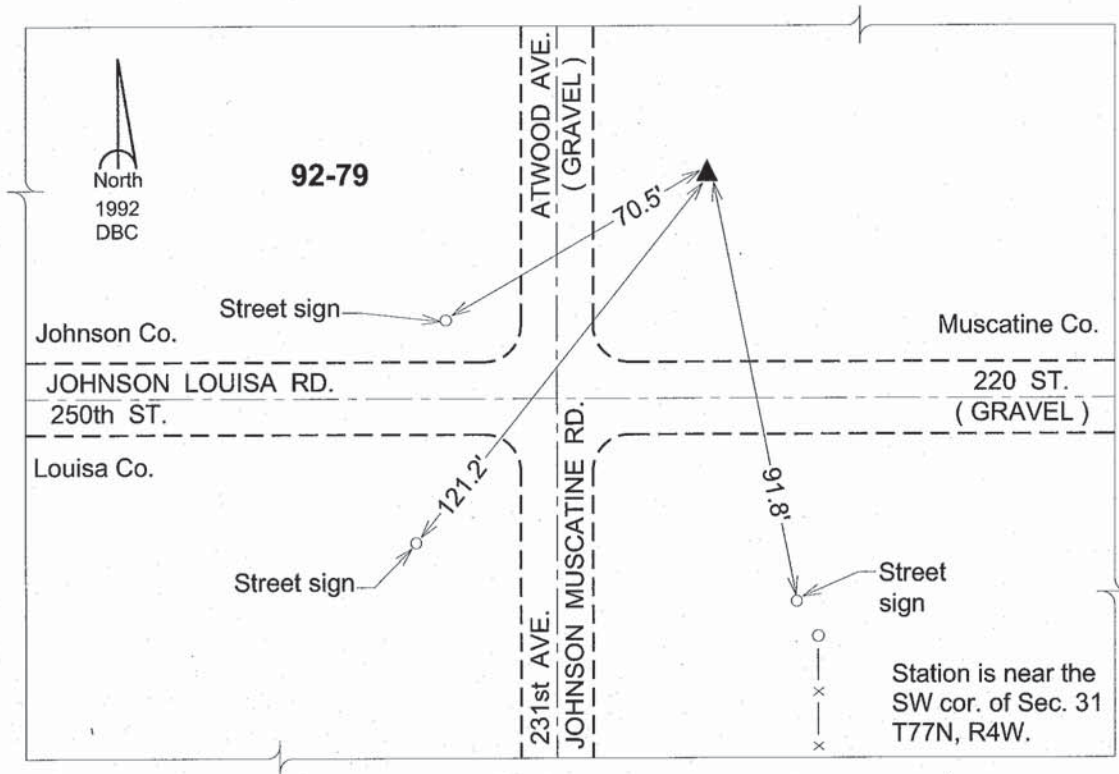 ATWOOD AVE.
( GRAVEL )
North
1992
DBC
92-79
70.5'
Street sign
Johnson Co.
Muscatine Co.
JOHNSON LOUISA RD.
250th ST.
220 ST.
( GRAVEL )
Louisa Co.
121.2'
91.8'
Street sign
Street
sign
231st AVE.
JOHNSON MUSCATINE RD.
Station is near the
SW cor. of Sec. 31
T77N, R4W.